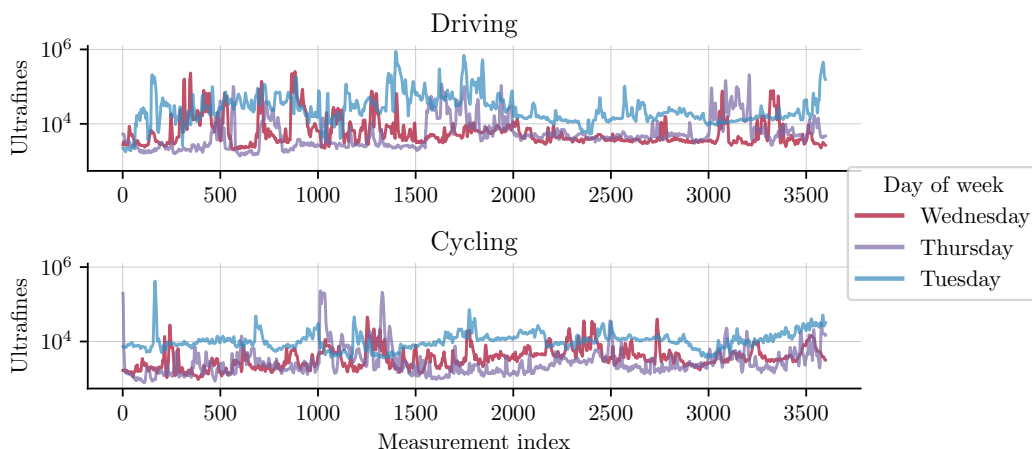 Driving
Ultrafines
10^6
10^4
0 500 1000 1500 2000 2500 3000 3500
Day of week
Wednesday
Thursday
Tuesday
Cycling
Ultrafines
10^6
10^4
0 500 1000 1500 2000 2500 3000 3500
Measurement index